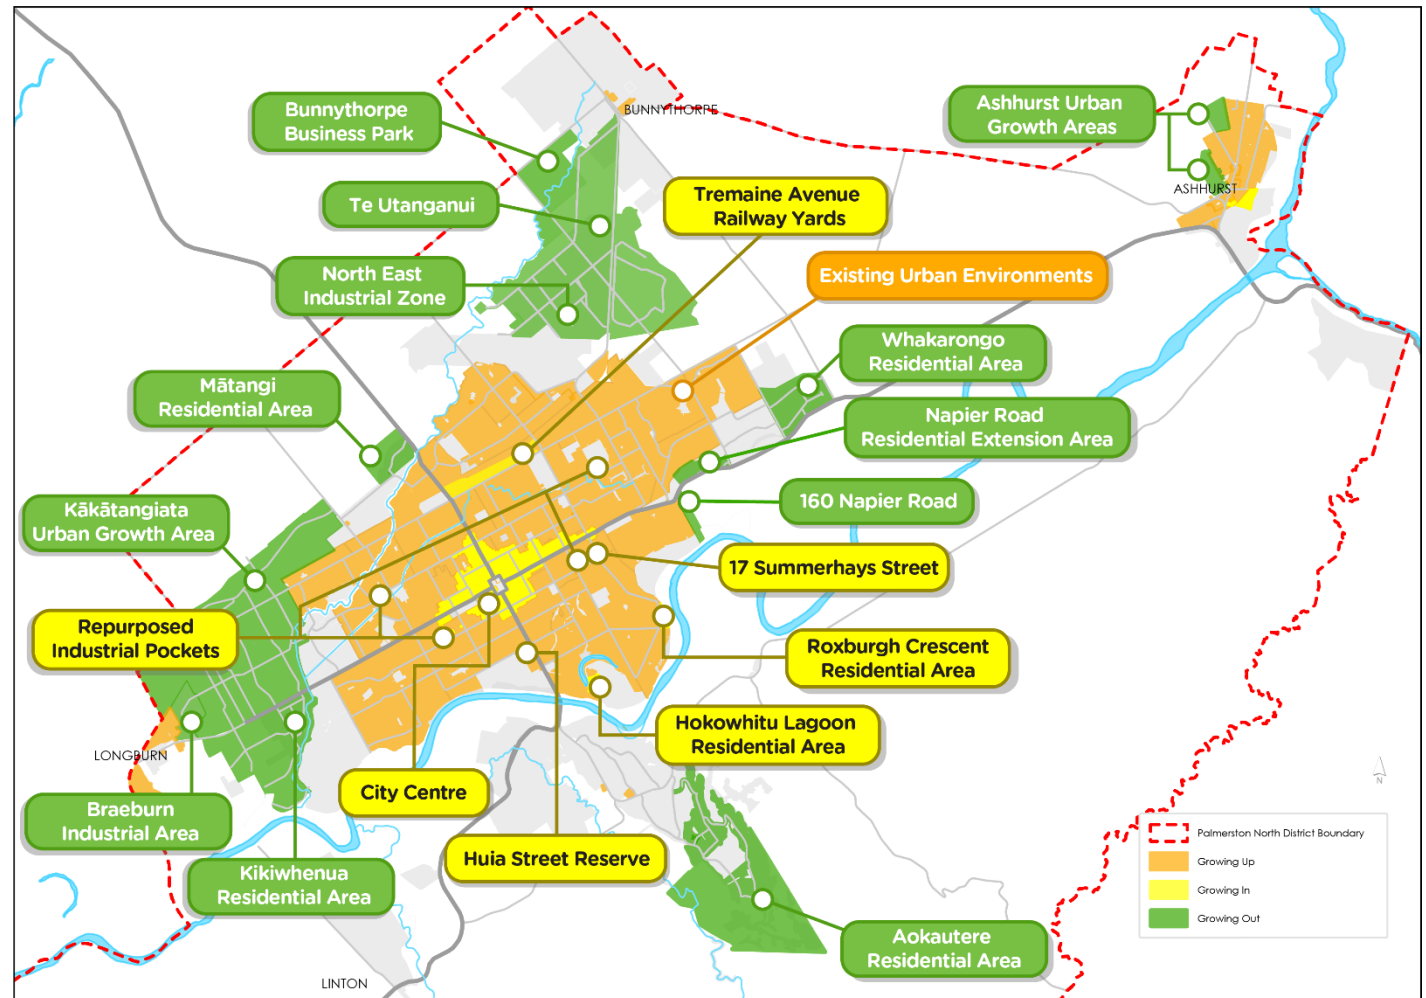 BUNNYTHORPE
Bunnythorpe
Business Park
Ashhurst Urban
Growth Areas
ASHHURST
Te Utanganui
Tremaine Avenue
Railway Yards
North East
Industrial Zone
Existing Urban Environments
Whakarongo
Residential Area
Mātangi
Residential Area
Napier Road
Residential Extension Area
160 Napier Road
Kākātangiata
Urban Growth Area
17 Summerhays Street
Repurposed
Industrial Pockets
Roxburgh Crescent
Residential Area
Hokowhitu Lagoon
Residential Area
LONGBURN
City Centre
Braeburn
Industrial Area
Huia Street Reserve
Kikiwhenua
Residential Area
Aokautere
Residential Area
LINTON
N
Palmerston North District Boundary
Growing Up
Growing In
Growing Out